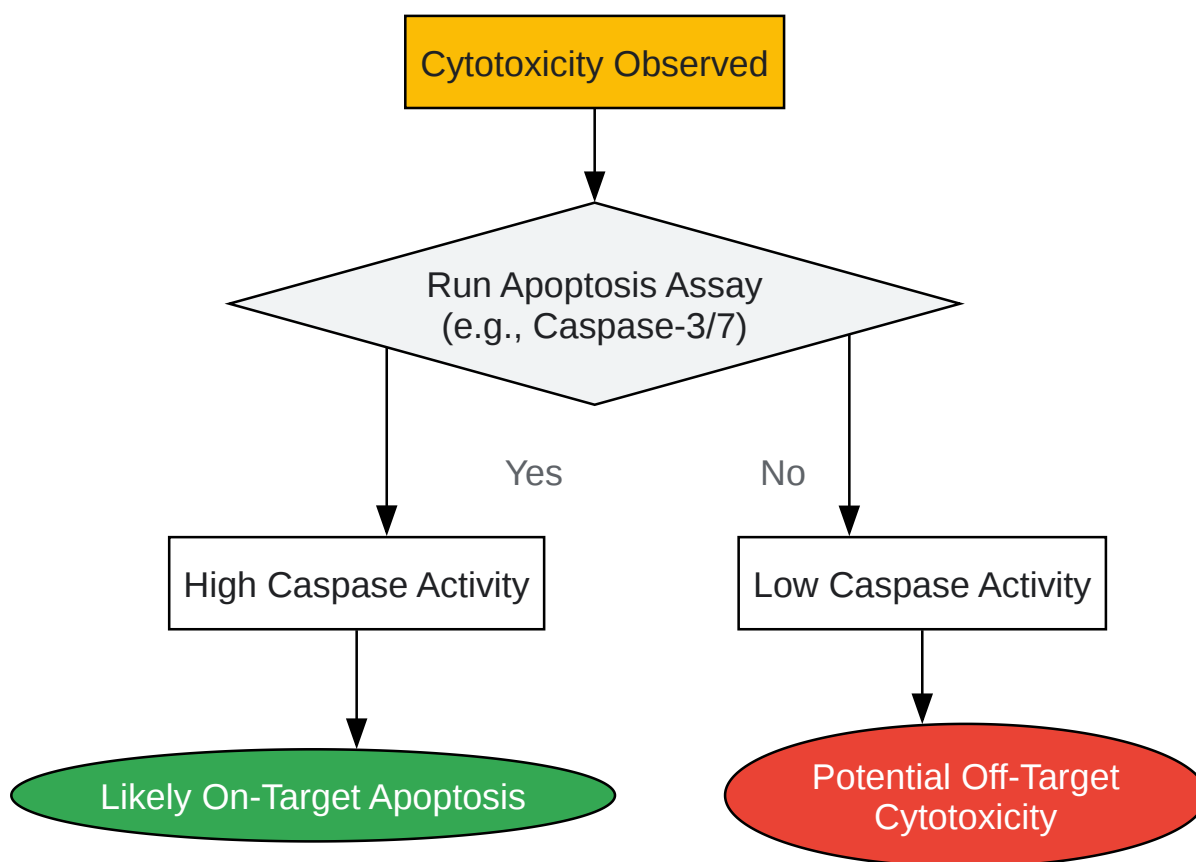 Cytotoxicity Observed
Run Apoptosis Assay
(e.g., Caspase-3/7)
Yes
No
High Caspase Activity
Low Caspase Activity
Likely On-Target Apoptosis
Potential Off-Target
Cytotoxicity